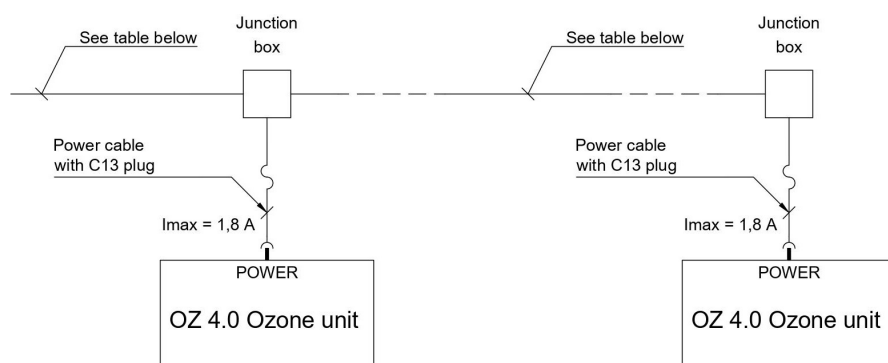 Junction
box
See table below
Junction
box
See table below
Power cable
with C13 plug
Power cable
with C13 plug
Imax = 1,8 A
Imax = 1,8 A
POWER
OZ 4.0 Ozone unit
POWER
OZ 4.0 Ozone unit